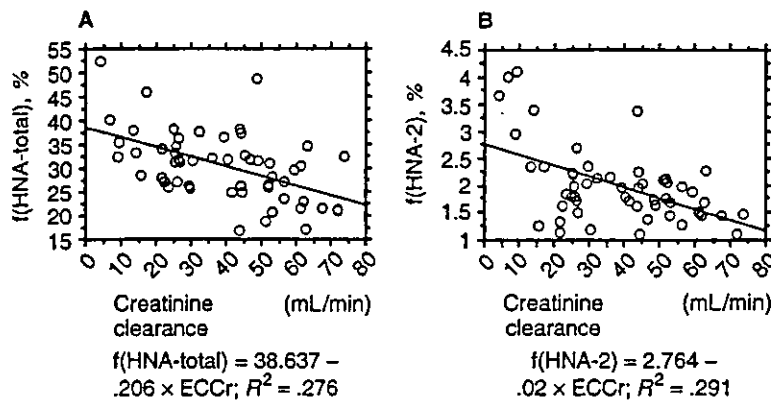 A
f(HNA-total), %
55
50
45
40
35
30
25
20
15
0 10 20 30 40 50 60 70 80
Creatinine (mL/min)
clearance
f(HNA-total) = 38.637 –
.206 × ECCr; R² = .276
B
f(HNA-2), %
4.5
4
3.5
3
2.5
2
1.5
1
0 10 20 30 40 50 60 70 80
Creatinine (mL/min)
clearance
f(HNA-2) = 2.764 –
.02 × ECCr; R² = .291